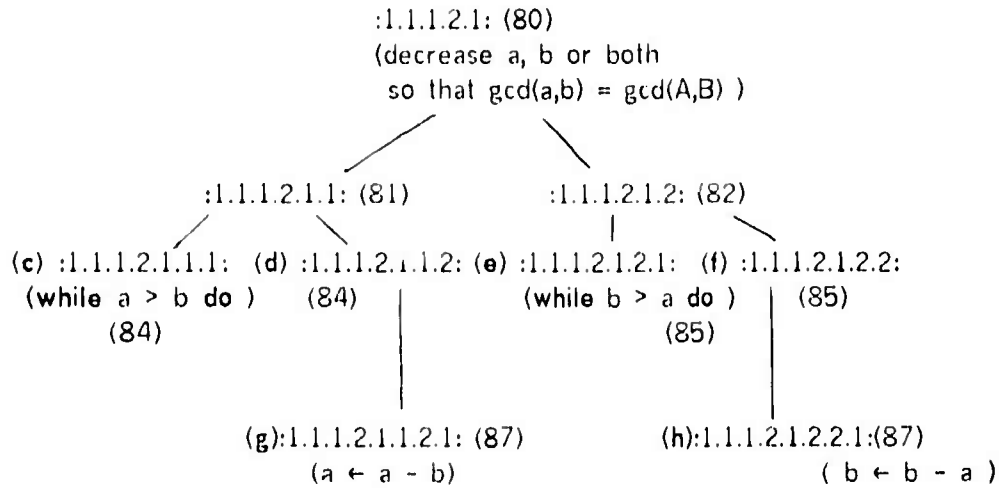 :1.1.1.2.1: (80)
(decrease a, b or both
so that gcd(a,b) = gcd(A,B) )
:1.1.1.2.1.1: (81) :1.1.1.2.1.2: (82)
(c) :1.1.1.2.1.1.1: (d) :1.1.1.2.1.1.2: (e) :1.1.1.2.1.2.1: (f) :1.1.1.2.1.2.2:
(while a > b do ) (84) (while b > a do ) (85)
(84) (85)
(g):1.1.1.2.1.1.2.1: (87) (h):1.1.1.2.1.2.2.1:(87)
(a ← a - b) ( b ← b - a )